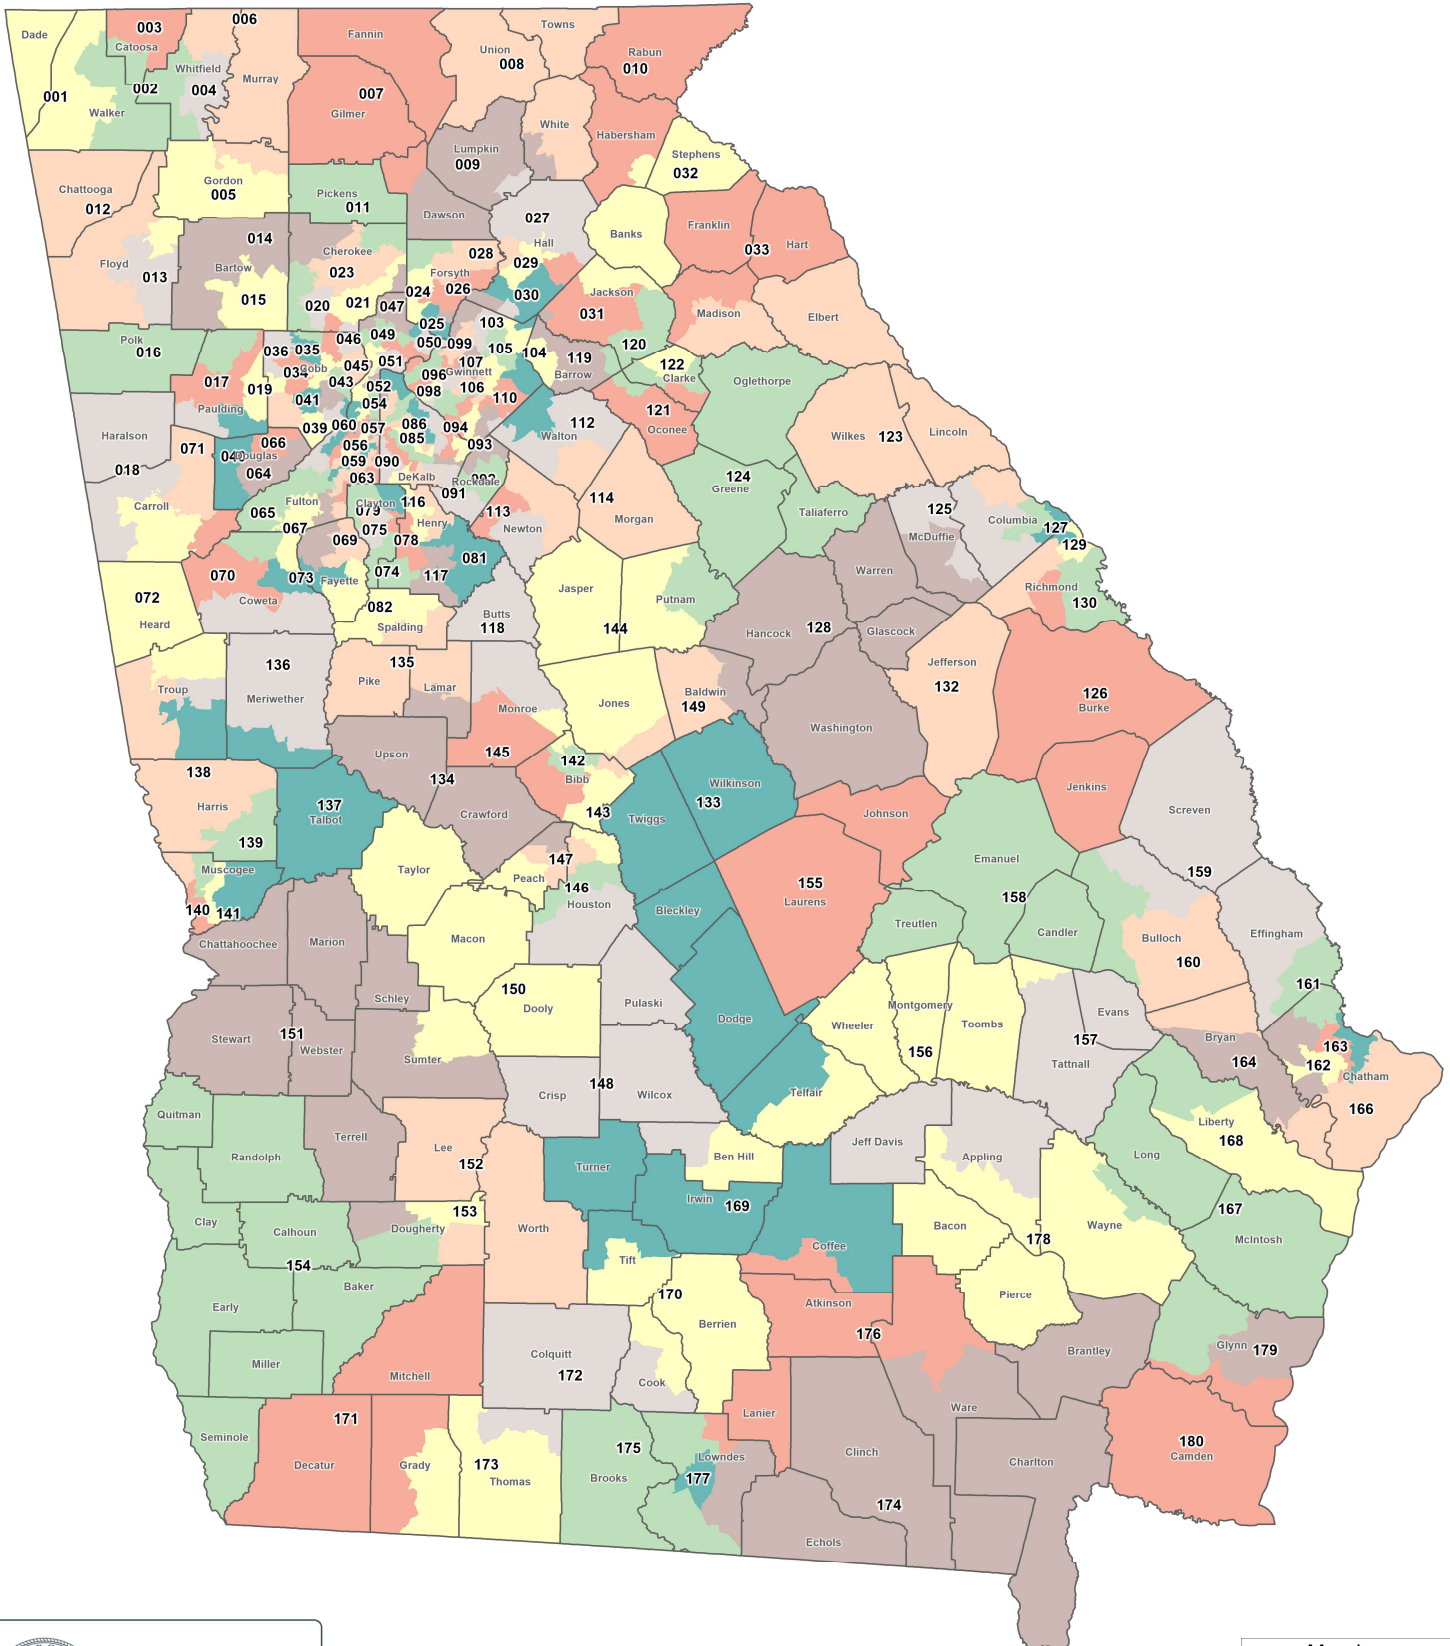 Dade
001
003
Catoosa
002
Walker
Whitfield
004
006
Murray
Fannin
007
Gilmer
Union
008
Towns
Rabun
010
White
Habersham
Stephens
032
Lumpkin
009
Chattooga
012
Gordon
005
Pickens
011
Dawson
027
Hall
Banks
Franklin
033
Hart
Floyd
013
014
Bartow
015
Cherokee
023
020
021
047
024
028
Forsyth
026
029
030
Jackson
031
Madison
Elbert
Polk
016
017
Paulding
019
036
035
034
Cobb
046
049
045
043
041
039
025
050
099
103
105
104
051
052
054
096
098
107
Gwinnett
106
110
119
Barrow
120
122
Clarke
Oglethorpe
121
Oconee
Wilkes
123
Lincoln
Haralson
018
071
066
Douglas
064
060
056
057
059
063
086
085
090
094
093
112
Walton
Carroll
065
Fulton
067
DeKalb
Rockdale
091
Clayton
079
116
075
Henry
078
069
113
Newton
081
114
Morgan
124
Greene
Taliaferro
125
McDuffie
Columbia
127
129
Richmond
130
Warren
070
Coweta
073
Fayette
074
117
082
Spalding
Butts
118
072
Heard
Jasper
144
Putnam
Hancock
128
Glascock
Jefferson
132
126
Burke
Troup
136
Meriwether
135
Pike
Lamar
Monroe
145
Jones
Baldwin
149
Washington
Jenkins
Screven
159
Upson
134
Crawford
142
Bibb
143
Twiggs
Wilkinson
133
Johnson
138
Harris
139
137
Talbot
Muscogee
140
141
Taylor
147
Peach
146
Houston
Bleckley
155
Laurens
Emanuel
158
Treutlen
Candler
Bulloch
160
Effingham
161
Chattahoochee
Marion
Macon
Schley
150
Dooly
Pulaski
Dodge
Wheeler
Montgomery
156
Toombs
Tattnall
157
Evans
Bryan
164
163
162
Chatham
166
Stewart
151
Webster
Sumter
Crisp
148
Wilcox
Telfair
Quitman
Randolph
Terrell
Lee
152
Turner
Ben Hill
Irwin
169
Jeff Davis
Appling
Long
Liberty
168
167
McIntosh
Clay
Calhoun
154
Dougherty
153
Worth
Tift
170
Coffee
Bacon
178
Wayne
Pierce
Early
Baker
Miller
Mitchell
Colquitt
172
Cook
Berrien
Atkinson
176
Brantley
Glynn
179
Seminole
Decatur
171
Grady
173
Thomas
175
Brooks
Lowndes
177
Lanier
Clinch
174
Echols
Ware
Charlton
180
Camden